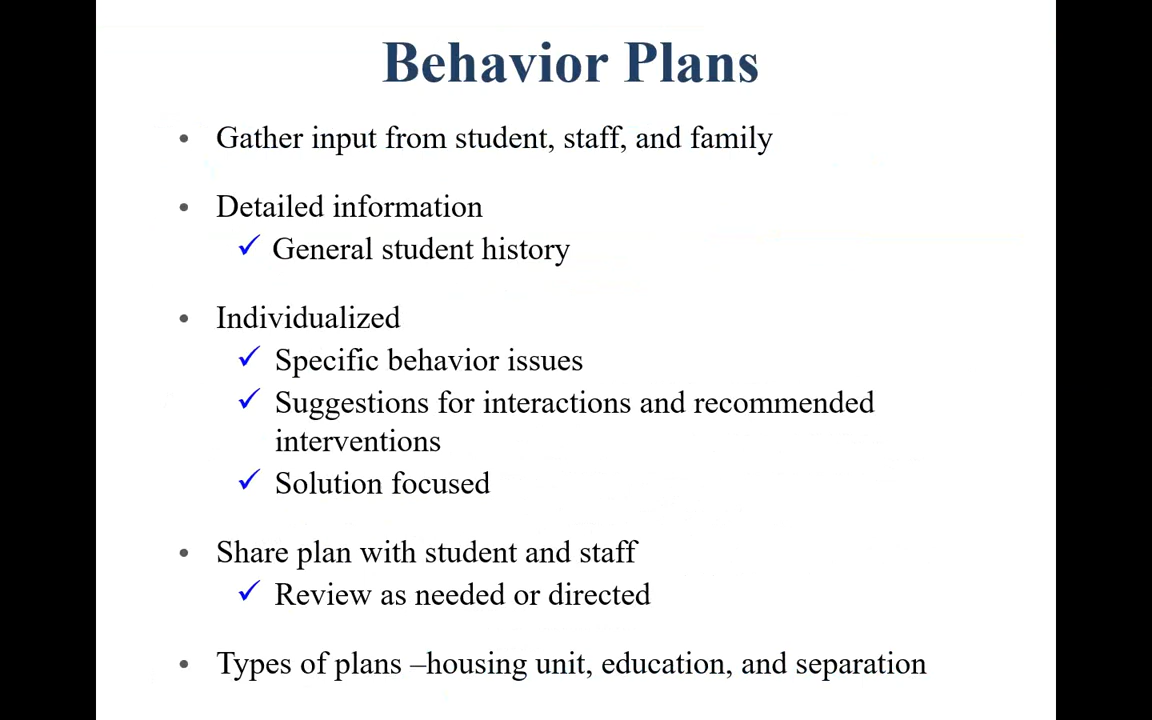 Behavior Plans
• Gather input from student, staff, and family
• Detailed information
✓ General student history
• Individualized
✓ Specific behavior issues
✓ Suggestions for interactions and recommended
interventions
✓ Solution focused
• Share plan with student and staff
✓ Review as needed or directed
• Types of plans –housing unit, education, and separation